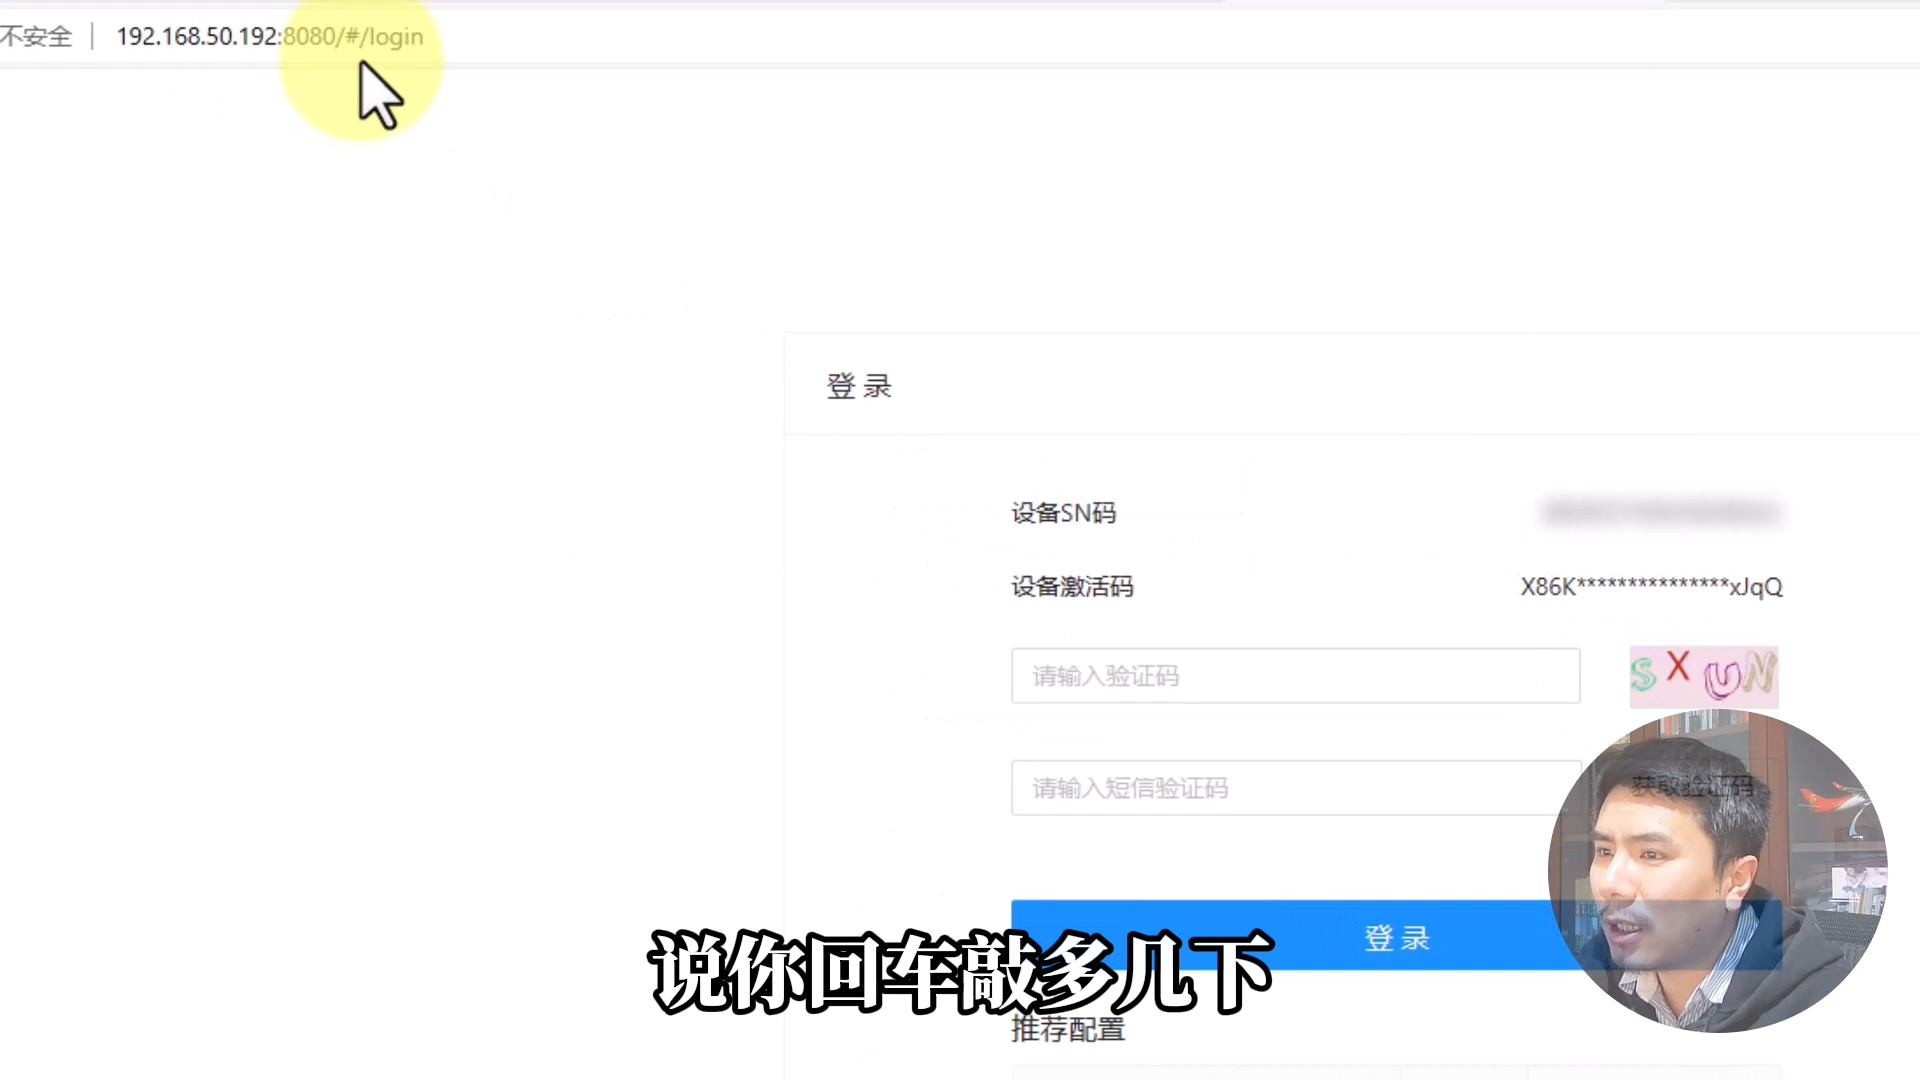 不安全 192.168.50.192:8080/#/login
登录
设备SN码
设备激活码 X86K***************xJqQ
请输入验证码 SXUN
请输入短信验证码 获取验证码
登录
说你回车敲多几下
推荐配置